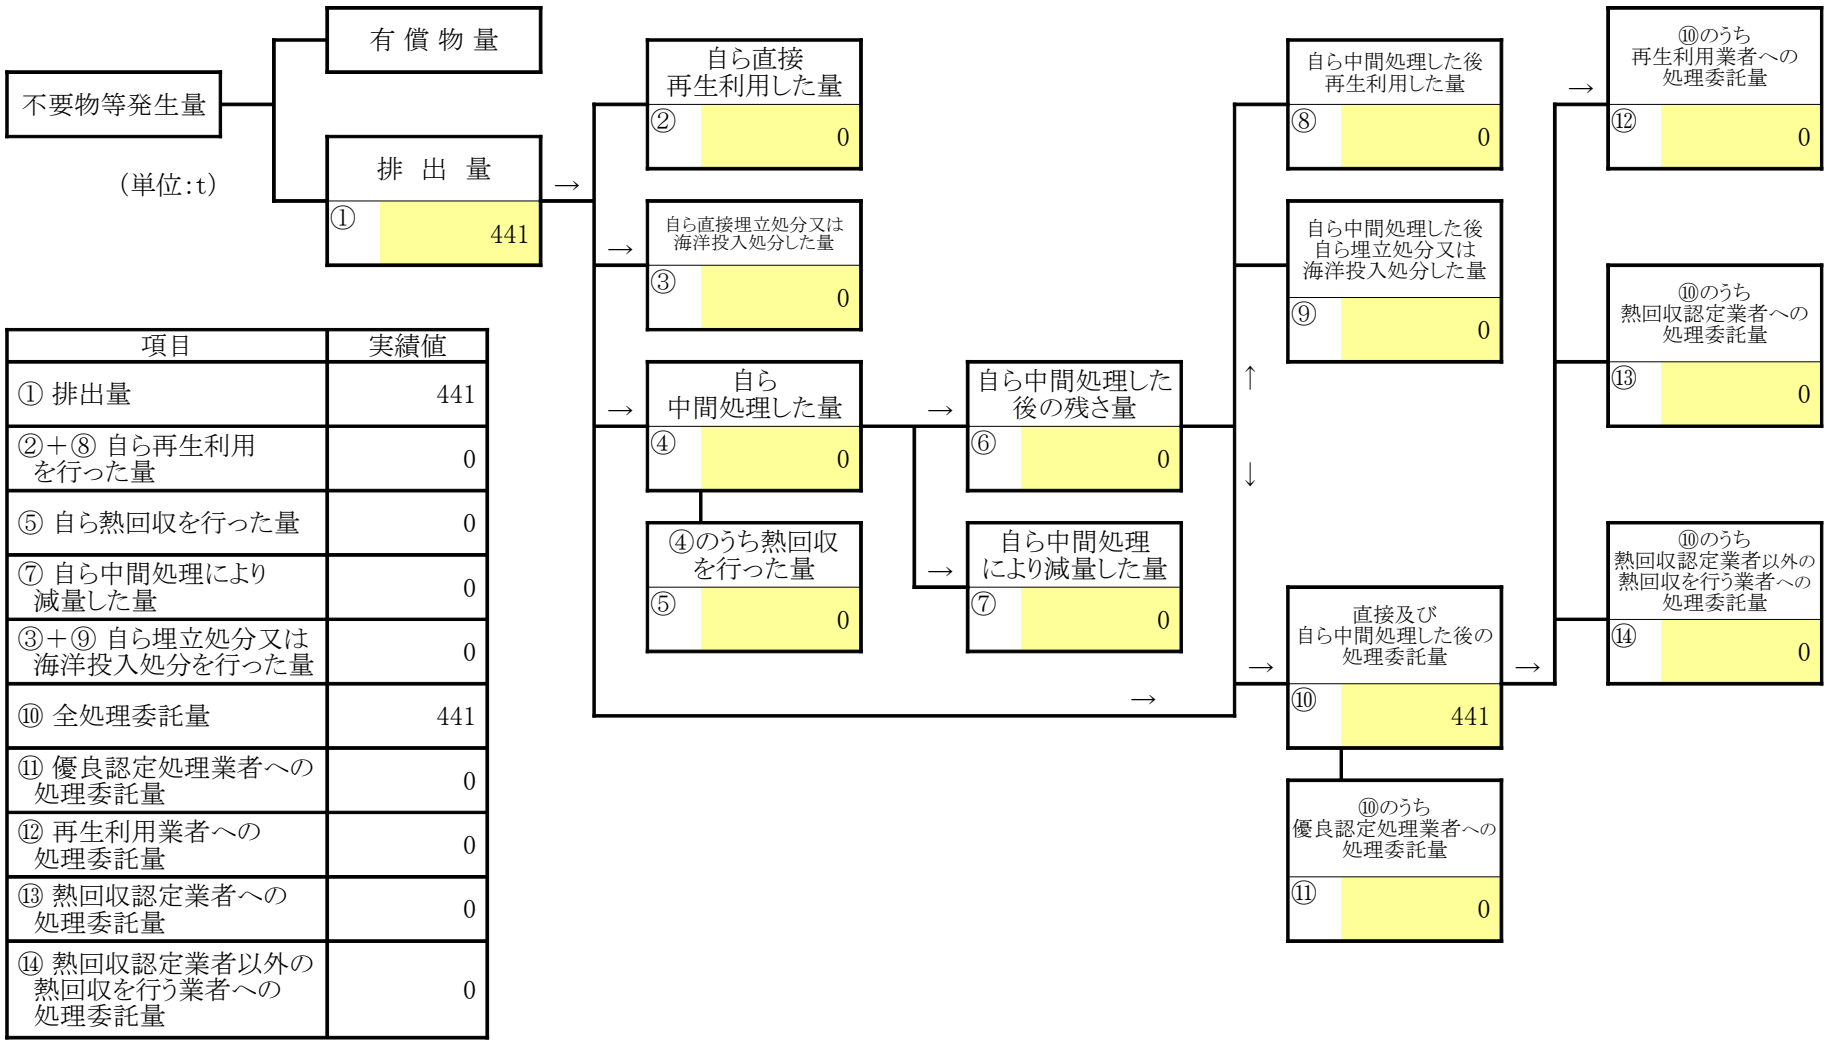 有 償 物 量
不要物等発生量
排 出 量
①
441
(単位:t)
→
自ら直接
再生利用した量
②
0
→
自ら直接埋立処分又は
海洋投入処分した量
③
0
→
自ら
中間処理した量
④
0
④のうち熱回収
を行った量
⑤
0
→
自ら中間処理した
後の残さ量
⑥
0
→
自ら中間処理
により減量した量
⑦
0
→
自ら中間処理した後
再生利用した量
⑧
0
自ら中間処理した後
自ら埋立処分又は
海洋投入処分した量
⑨
0
↑
↓
→
直接及び
自ら中間処理した後の
処理委託量
⑩
441
→
⑩のうち
優良認定処理業者への
処理委託量
⑪
0
→
⑩のうち
再生利用業者への
処理委託量
⑫
0
⑩のうち
熱回収認定業者への
処理委託量
⑬
0
⑩のうち
熱回収認定業者以外の
熱回収を行う業者への
処理委託量
⑭
0
項目 実績値
① 排出量 441
②+⑧ 自ら再生利用
を行った量 0
⑤ 自ら熱回収を行った量 0
⑦ 自ら中間処理により
減量した量 0
③+⑨ 自ら埋立処分又は
海洋投入処分を行った量 0
⑩ 全処理委託量 441
⑪ 優良認定処理業者への
処理委託量 0
⑫ 再生利用業者への
処理委託量 0
⑬ 熱回収認定業者への
処理委託量 0
⑭ 熱回収認定業者以外の
熱回収を行う業者への 0
処理委託量